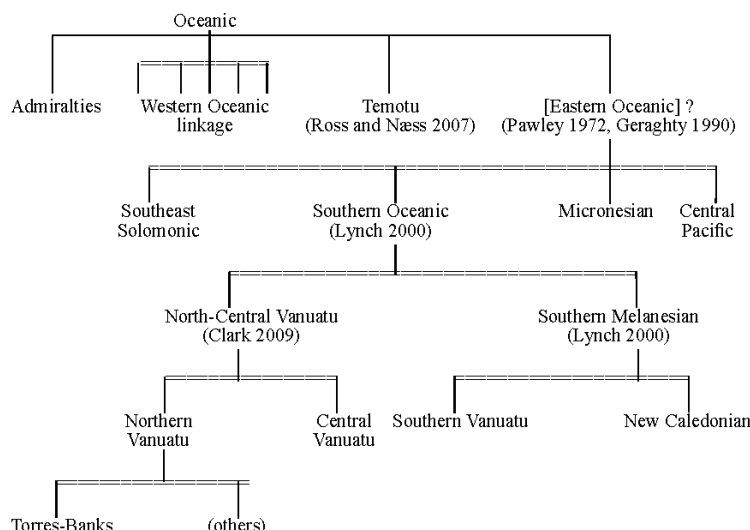 Oceanic
Admiralties
Western Oceanic
linkage
Temotu
(Ross and Næss 2007)
[Eastern Oceanic] ?
(Pawley 1972, Geraghty 1990)
Southeast
Solomonic
Southern Oceanic
(Lynch 2000)
Micronesian
Central
Pacific
North-Central Vanuatu
(Clark 2009)
Southern Melanesian
(Lynch 2000)
Northern
Vanuatu
Central
Vanuatu
Southern Vanuatu
New Caledonian
Torres-Banks
(others)